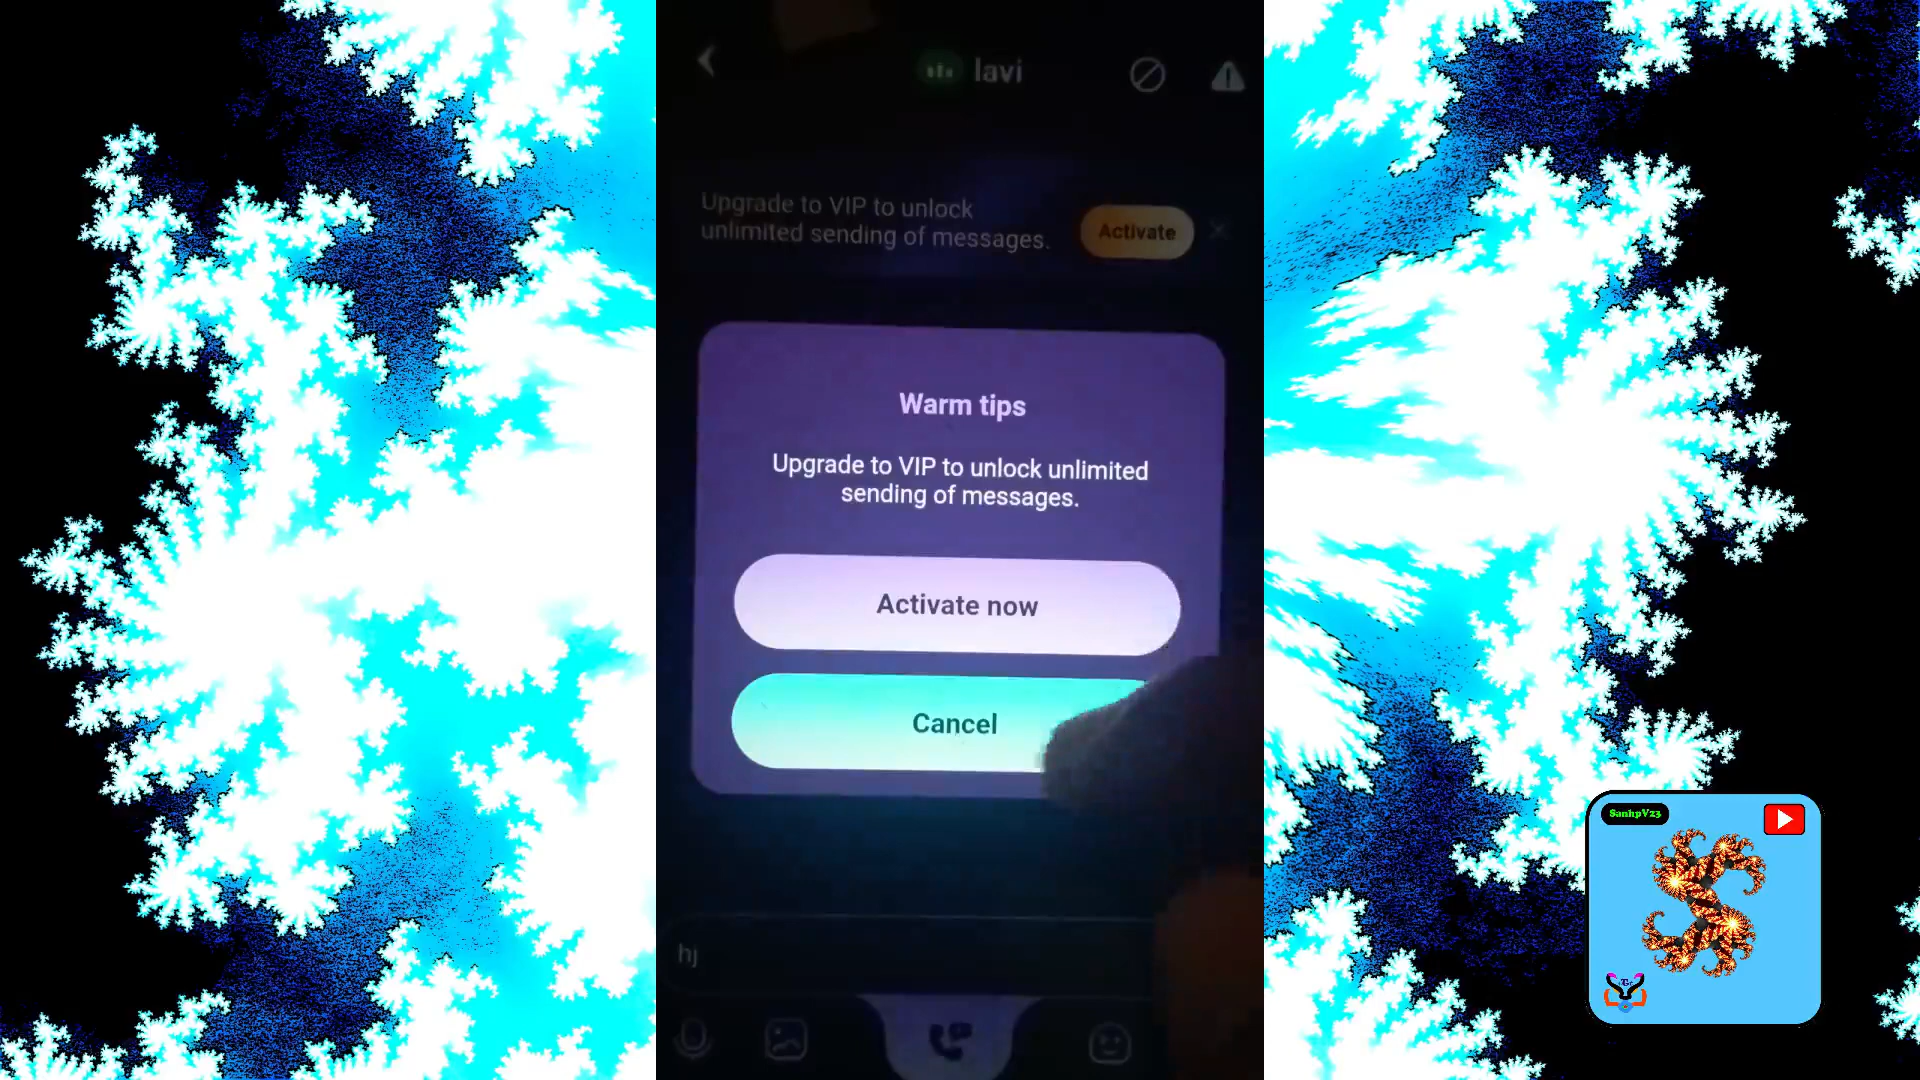 lavi
Upgrade to VIP to unlock
unlimited sending of messages.
Activate
Warm tips
Upgrade to VIP to unlock unlimited
sending of messages.
Activate now
Cancel
hj
SanhpV23